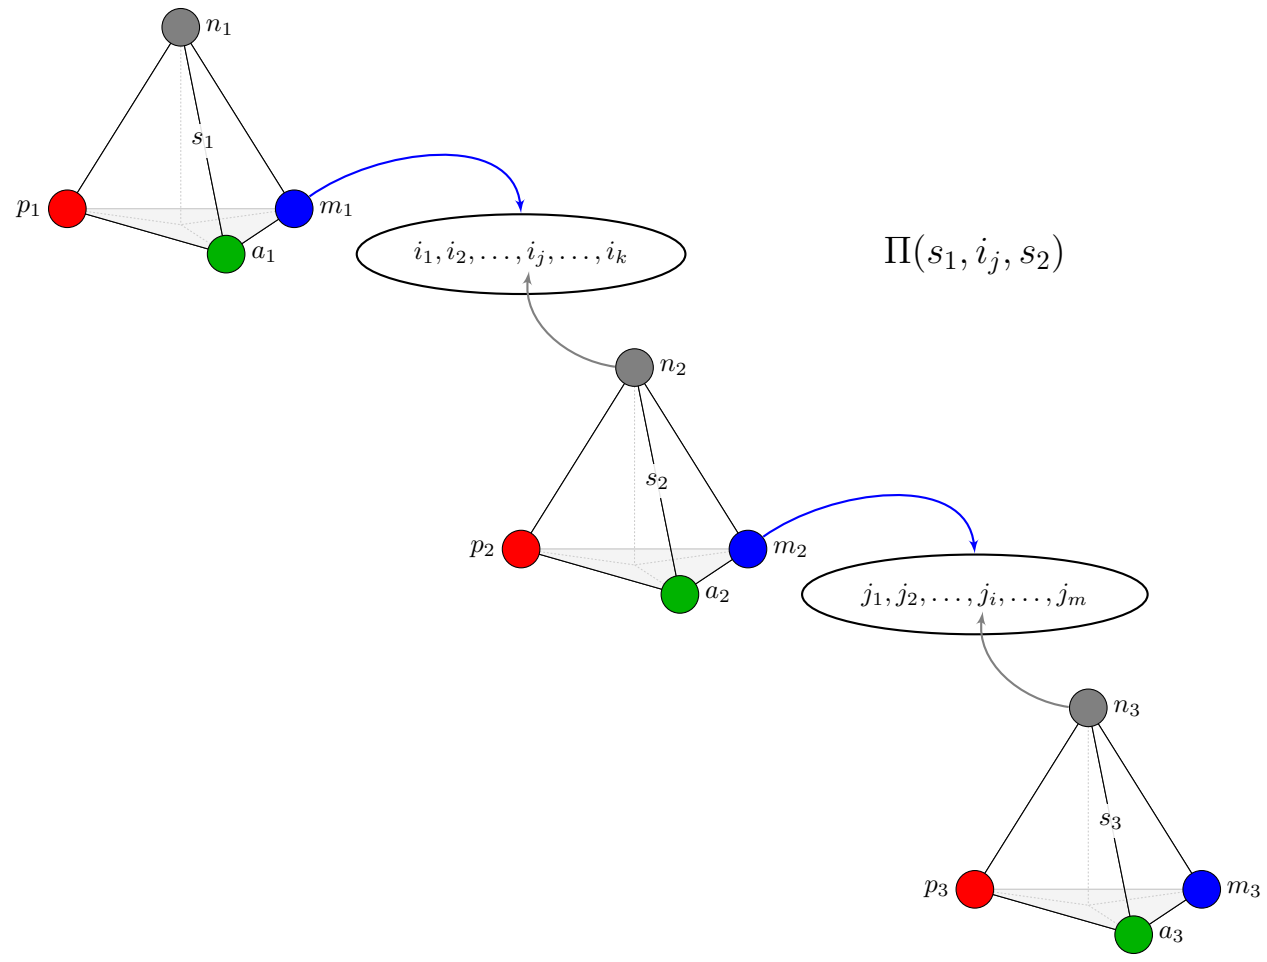 n₁
s₁
p₁
m₁
a₁
i₁, i₂, . . . , iⱼ, . . . , iₖ
Π(s₁, iⱼ, s₂)
n₂
s₂
p₂
m₂
a₂
j₁, j₂, . . . , jᵢ, . . . , jₘ
n₃
s₃
p₃
m₃
a₃